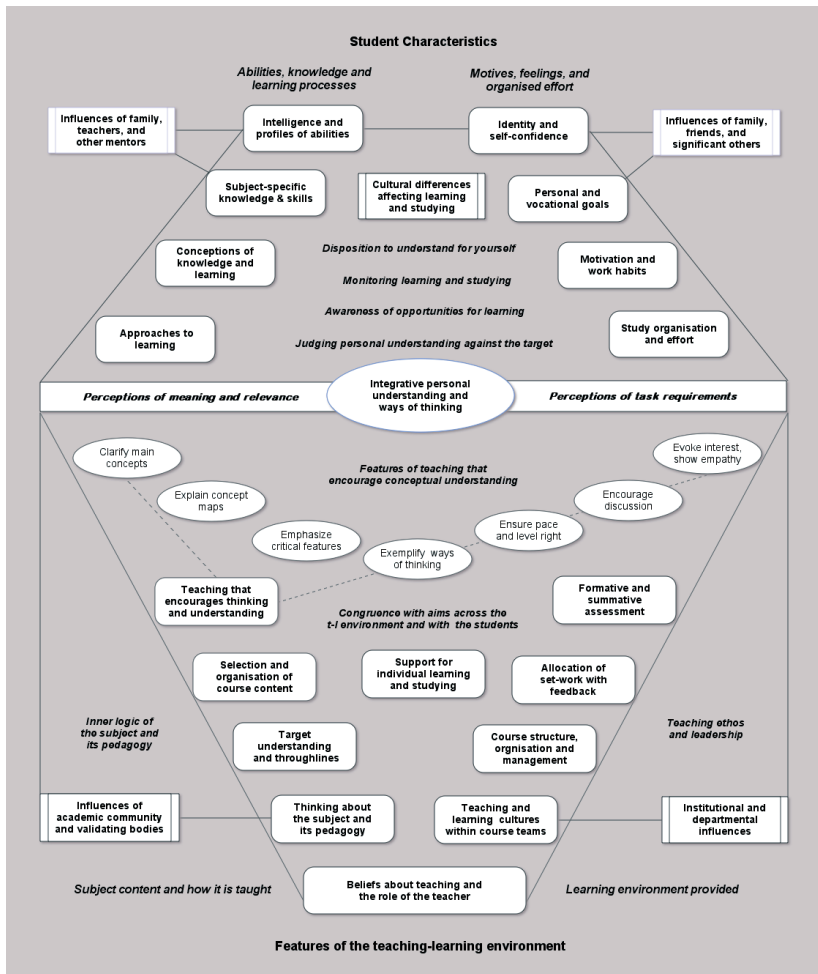 Student Characteristics
Abilities, knowledge and
learning processes
Motives, feelings, and
organised effort
Influences of family,
teachers, and
other mentors
Intelligence and
profiles of abilities
Identity and
self-confidence
Influences of family,
friends, and
significant others
Subject-specific
knowledge & skills
Cultural differences
affecting learning
and studying
Personal and
vocational goals
Conceptions of
knowledge and
learning
Disposition to understand for yourself
Monitoring learning and studying
Motivation and
work habits
Awareness of opportunities for learning
Approaches to
learning
Judging personal understanding against the target
Study organisation
and effort
Perceptions of meaning and relevance
Integrative personal
understanding and
ways of thinking
Perceptions of task requirements
Clarify main
concepts
Explain concept
maps
Emphasize
critical features
Features of teaching that
encourage conceptual understanding
Exemplify ways
of thinking
Ensure pace
and level right
Encourage
discussion
Evoke interest,
show empathy
Teaching that
encourages thinking
and understanding
Congruence with aims across the
t-l environment and with the students
Formative and
summative
assessment
Selection and
organisation of
course content
Support for
individual learning
and studying
Allocation of
set-work with
feedback
Inner logic of
the subject and
its pedagogy
Target
understanding
and throughlines
Course structure,
orgnisation and
management
Teaching ethos
and leadership
Influences of
academic community
and validating bodies
Thinking about
the subject and
its pedagogy
Teaching and
learning cultures
within course teams
Institutional and
departmental
influences
Subject content and how it is taught
Beliefs about teaching and
the role of the teacher
Learning environment provided
Features of the teaching-learning environment